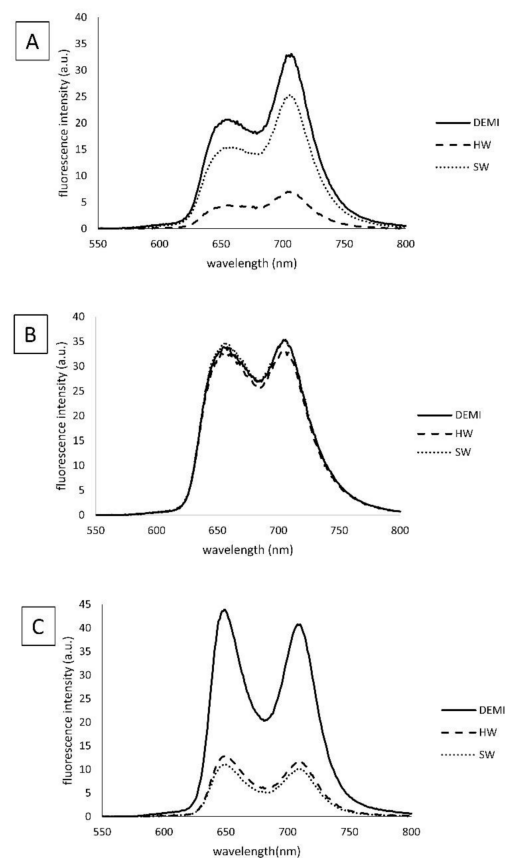 A
fluorescence intensity (a.u.)
40
35
30
25
20
15
10
5
0
550 600 650 700 750 800
wavelength (nm)
DEMI
HW
SW
B
fluorescence intensity (a.u.)
40
35
30
25
20
15
10
5
0
550 600 650 700 750 800
wavelength (nm)
DEMI
HW
SW
C
fluorescence intensity (a.u.)
45
40
35
30
25
20
15
10
5
0
550 600 650 700 750 800
wavelength(nm)
DEMI
HW
SW